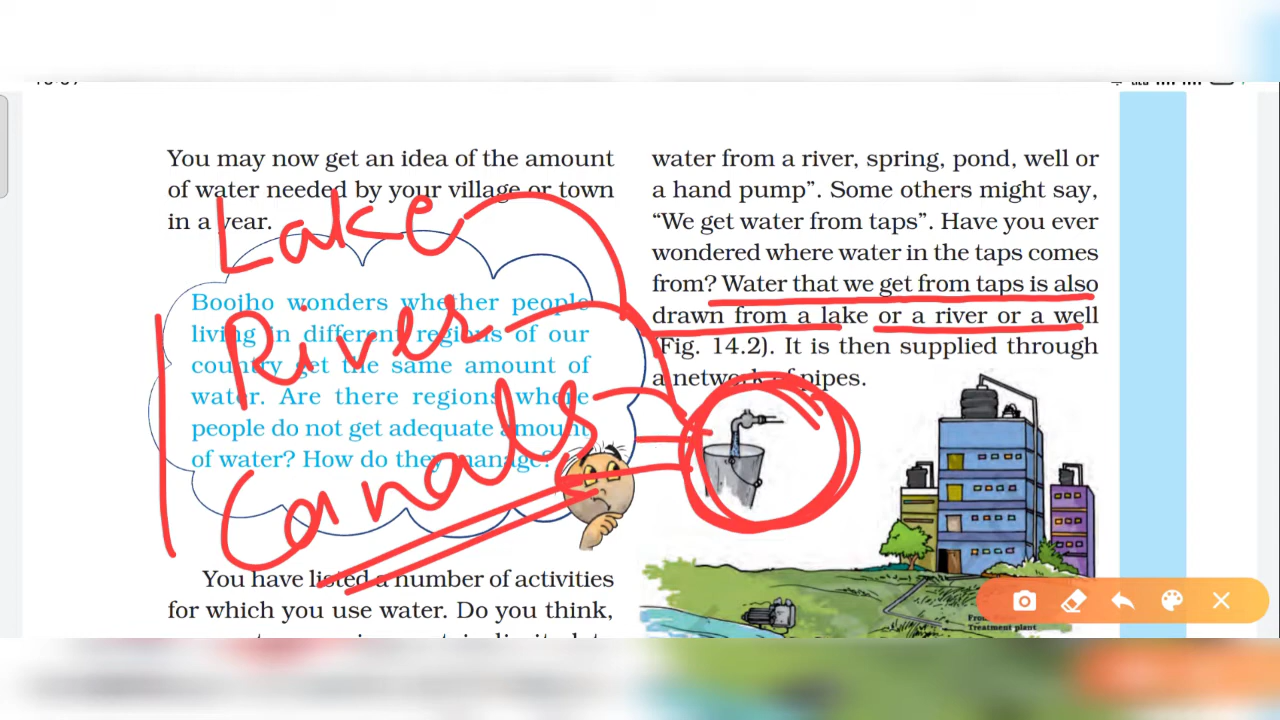 You may now get an idea of the amount
of water needed by your village or town
in a year.
Lake
Boojho wonders whether people
living in different regions of our
country get the same amount of
water. Are there regions where
people do not get adequate amount
of water? How do they manage?
River
Canals
You have listed a number of activities
for which you use water. Do you think,
water from a river, spring, pond, well or
a hand pump”. Some others might say,
“We get water from taps”. Have you ever
wondered where water in the taps comes
from? Water that we get from taps is also
drawn from a lake or a river or a well
(Fig. 14.2). It is then supplied through
a network of pipes.
Treatment plant